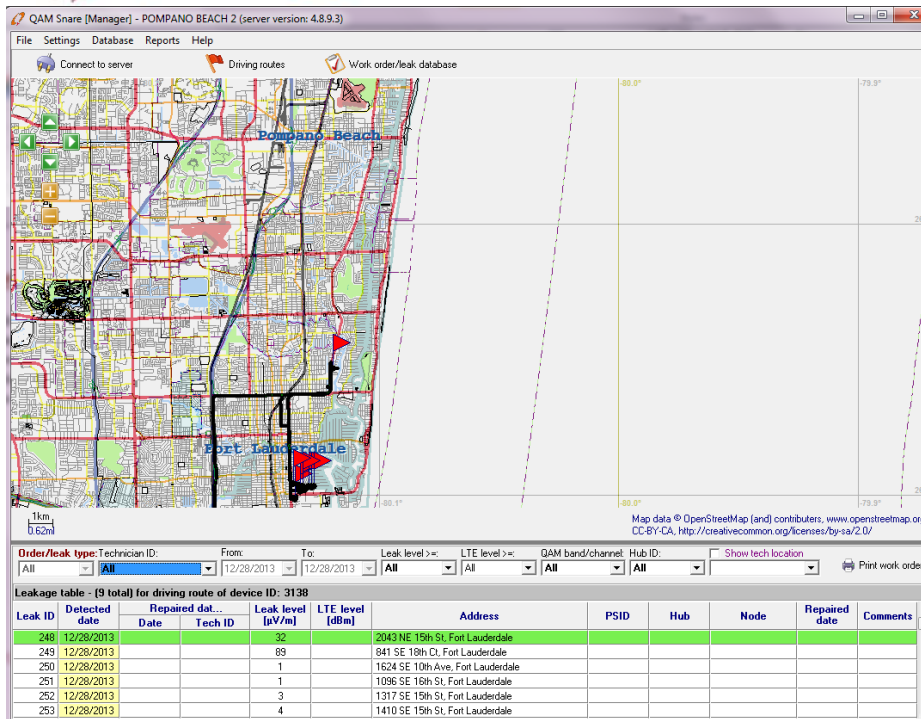 QAM Snare [Manager] - POMPANO BEACH 2 (server version: 4.8.9.3)
File Settings Database Reports Help
Connect to server Driving routes Work order/leak database
-80.0° -79.9°
Pompano Beach
Fort Lauderdale
-80.1° -80.0° -79.9°
1km
0.62mi
Map data © OpenStreetMap (and) contributors, www.openstreetmap.or
CC-BY-CA, http://creativecommon.org/licenses/by-sa/2.0/
Order/leak type: Technician ID: From: To: Leak level >=: LTE level >=: QAM band/channel: Hub ID: Show tech location
All All 12/28/2013 12/28/2013 All All All All Print work order
Leakage table - (9 total) for driving route of device ID: 3138
Leak ID Detected date Repaired dat... Date Tech ID Leak level [µV/m] LTE level [dBm] Address PSID Hub Node Repaired date Comments
248 12/28/2013 32 2043 NE 15th St, Fort Lauderdale
249 12/28/2013 89 841 SE 18th Ct, Fort Lauderdale
250 12/28/2013 1 1624 SE 10th Ave, Fort Lauderdale
251 12/28/2013 1 1096 SE 16th St, Fort Lauderdale
252 12/28/2013 3 1317 SE 15th St, Fort Lauderdale
253 12/28/2013 4 1410 SE 15th St, Fort Lauderdale